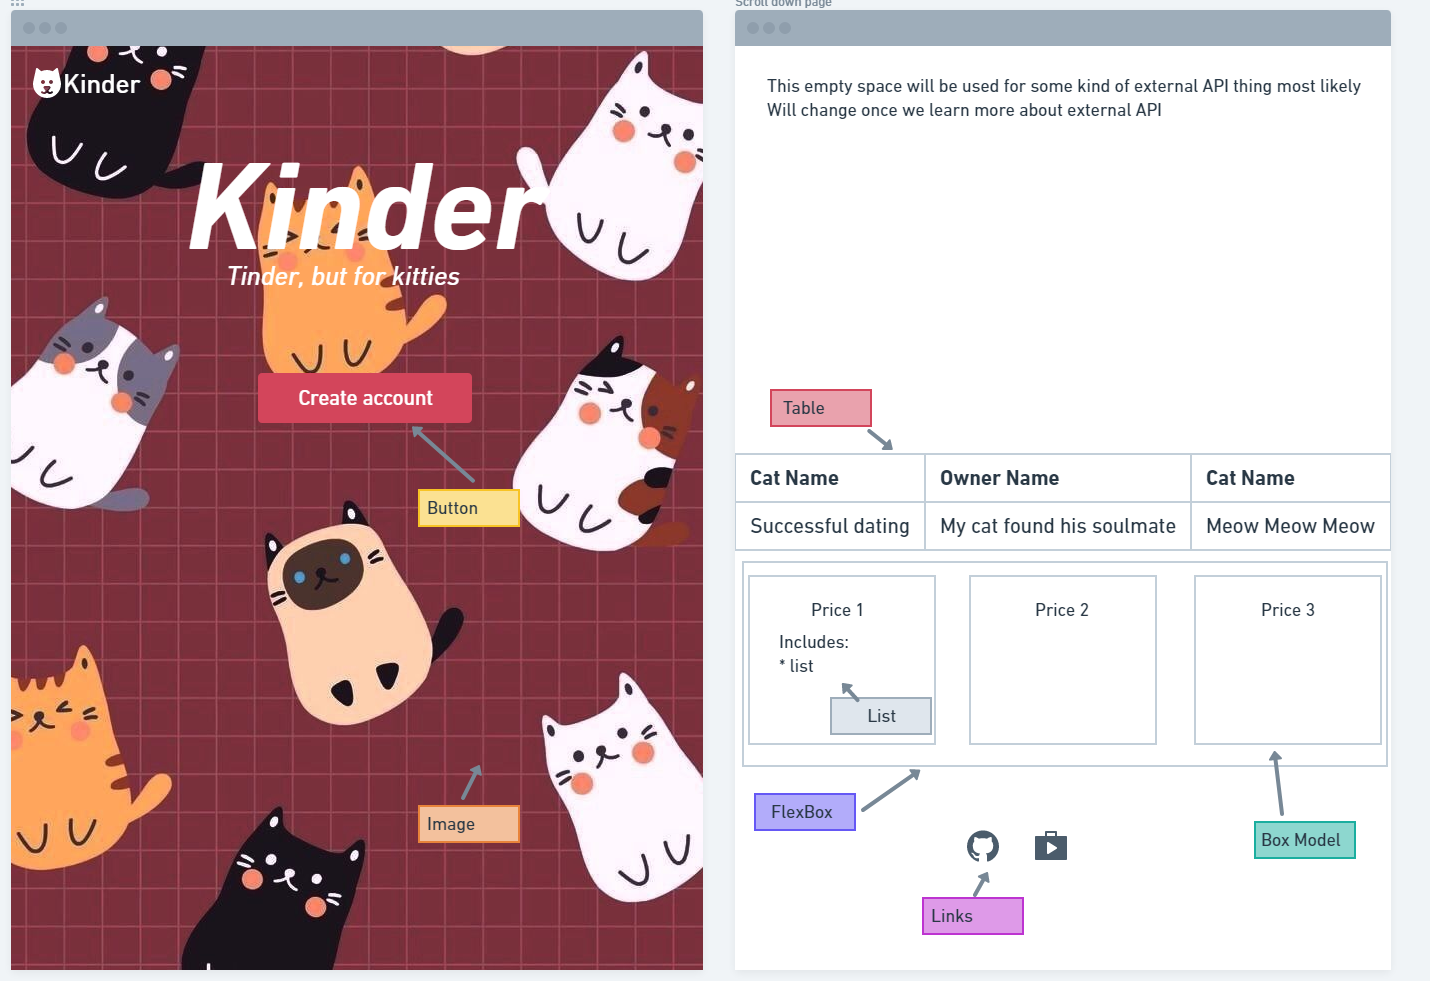 Kinder
Kinder
Tinder, but for kitties
Create account
Button
Image
Scroll down page
This empty space will be used for some kind of external API thing most likely
Will change once we learn more about external API
Table
Cat Name Owner Name Cat Name
Successful dating My cat found his soulmate Meow Meow Meow
Price 1 Price 2 Price 3
Includes:
* list
List
FlexBox
Box Model
Links